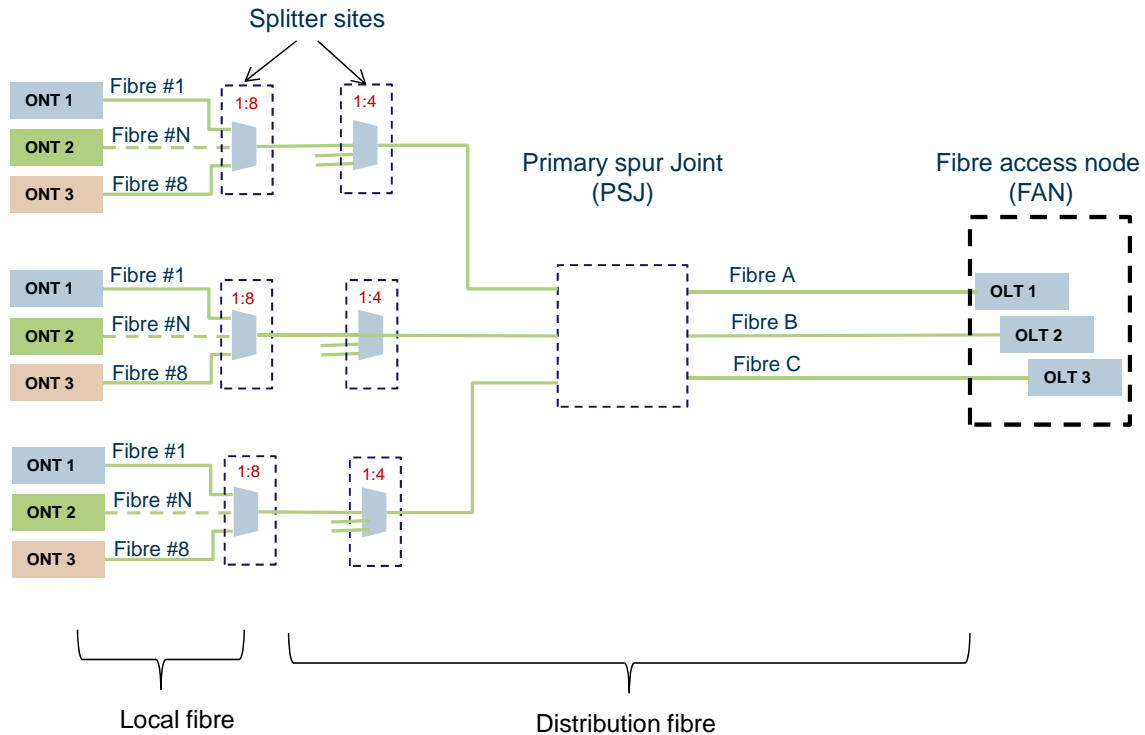 Splitter sites
Fibre #1
1:8
1:4
ONT 1
Fibre #N
ONT 2
Fibre #8
ONT 3
Primary spur Joint
(PSJ)
Fibre access node
(FAN)
Fibre #1
1:8
1:4
ONT 1
Fibre #N
ONT 2
Fibre #8
ONT 3
Fibre A
OLT 1
Fibre B
OLT 2
Fibre C
OLT 3
Fibre #1
1:8
1:4
ONT 1
Fibre #N
ONT 2
Fibre #8
ONT 3
Local fibre
Distribution fibre